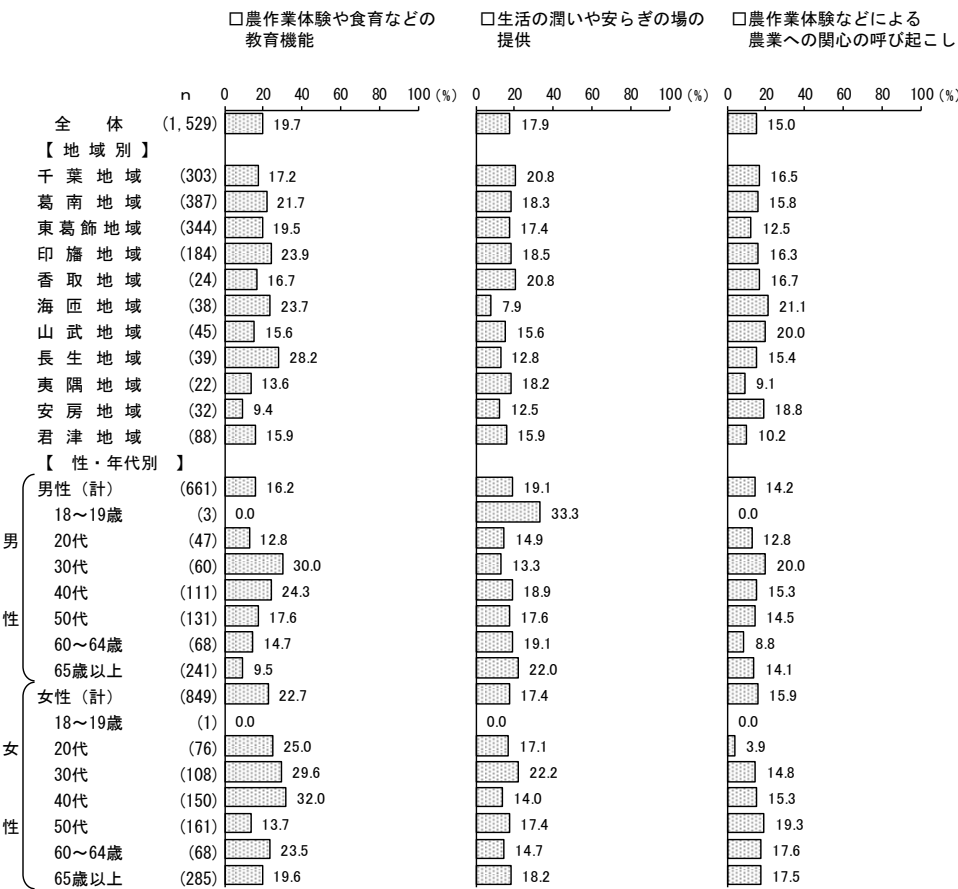 □農作業体験や食育などの □生活の潤いや安らぎの場の □農作業体験などによる
教育機能 提供 農業への関心の呼び起こし
n 0 20 40 60 80 100 (%) 0 20 40 60 80 100 (%) 0 20 40 60 80 100 (%)
全 体 (1,529) 19.7 17.9 15.0
【 地 域 別 】
千 葉 地 域 (303) 17.2 20.8 16.5
葛 南 地 域 (387) 21.7 18.3 15.8
東葛飾地域 (344) 19.5 17.4 12.5
印 旛 地 域 (184) 23.9 18.5 16.3
香 取 地 域 (24) 16.7 20.8 16.7
海 匝 地 域 (38) 23.7 7.9 21.1
山 武 地 域 (45) 15.6 15.6 20.0
長 生 地 域 (39) 28.2 12.8 15.4
夷 隅 地 域 (22) 13.6 18.2 9.1
安 房 地 域 (32) 9.4 12.5 18.8
君 津 地 域 (88) 15.9 15.9 10.2
【 性・年代別 】
男性（計） (661) 16.2 19.1 14.2
18～19歳 (3) 0.0 33.3 0.0
男 20代 (47) 12.8 14.9 12.8
30代 (60) 30.0 13.3 20.0
40代 (111) 24.3 18.9 15.3
性 50代 (131) 17.6 17.6 14.5
60～64歳 (68) 14.7 19.1 8.8
65歳以上 (241) 9.5 22.0 14.1
女性（計） (849) 22.7 17.4 15.9
18～19歳 (1) 0.0 0.0 0.0
女 20代 (76) 25.0 17.1 3.9
30代 (108) 29.6 22.2 14.8
40代 (150) 32.0 14.0 15.3
性 50代 (161) 13.7 17.4 19.3
60～64歳 (68) 23.5 14.7 17.6
65歳以上 (285) 19.6 18.2 17.5